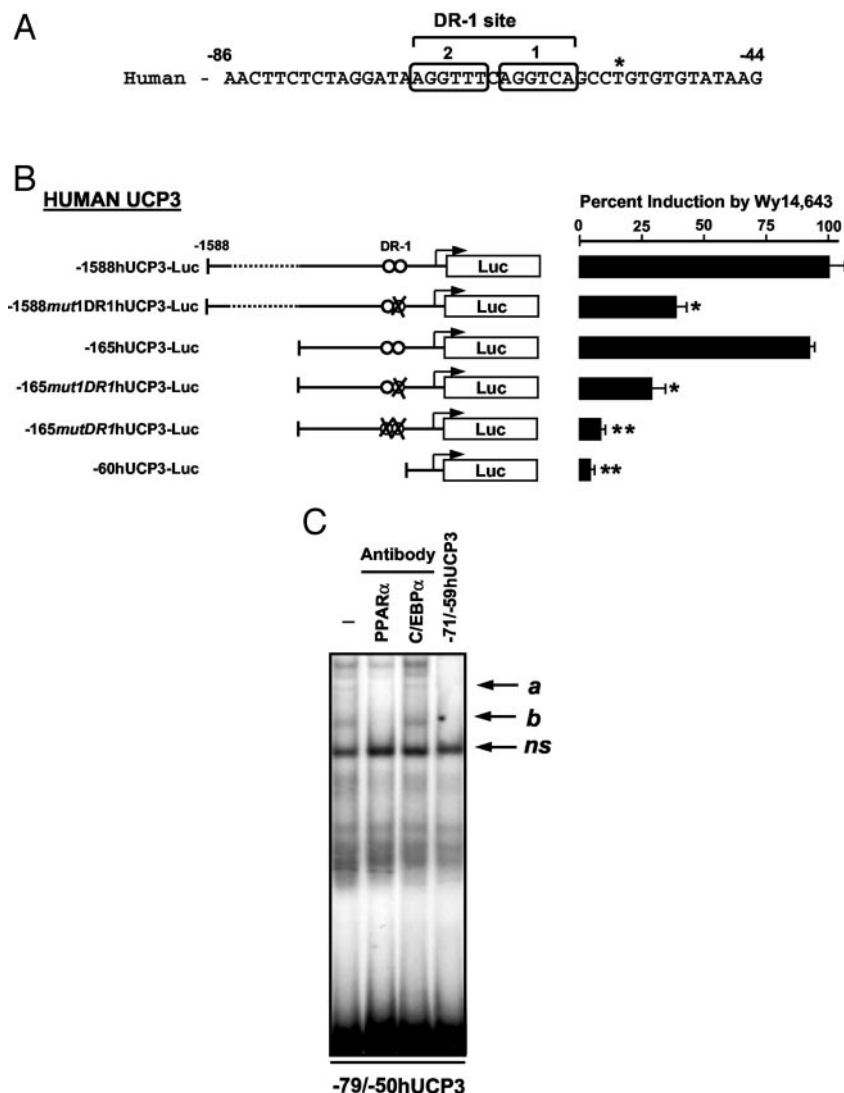 A
DR-1 site
-86 2 1 * -44
Human - AACTTCTCTAGGATAAGGTTTCAGGTCAGCCTGTGTGTATAAG
B
HUMAN UCP3
Percent Induction by Wy14,643
0 25 50 75 100
-1588 DR-1
-1588hUCP3-Luc Luc
-1588mut1DR1hUCP3-Luc Luc *
-165hUCP3-Luc Luc
-165mut1DR1hUCP3-Luc Luc *
-165mutDR1hUCP3-Luc Luc **
-60hUCP3-Luc Luc **
C
Antibody
–
PPARα
C/EBPα
-71/-59hUCP3
a
b
ns
-79/-50hUCP3